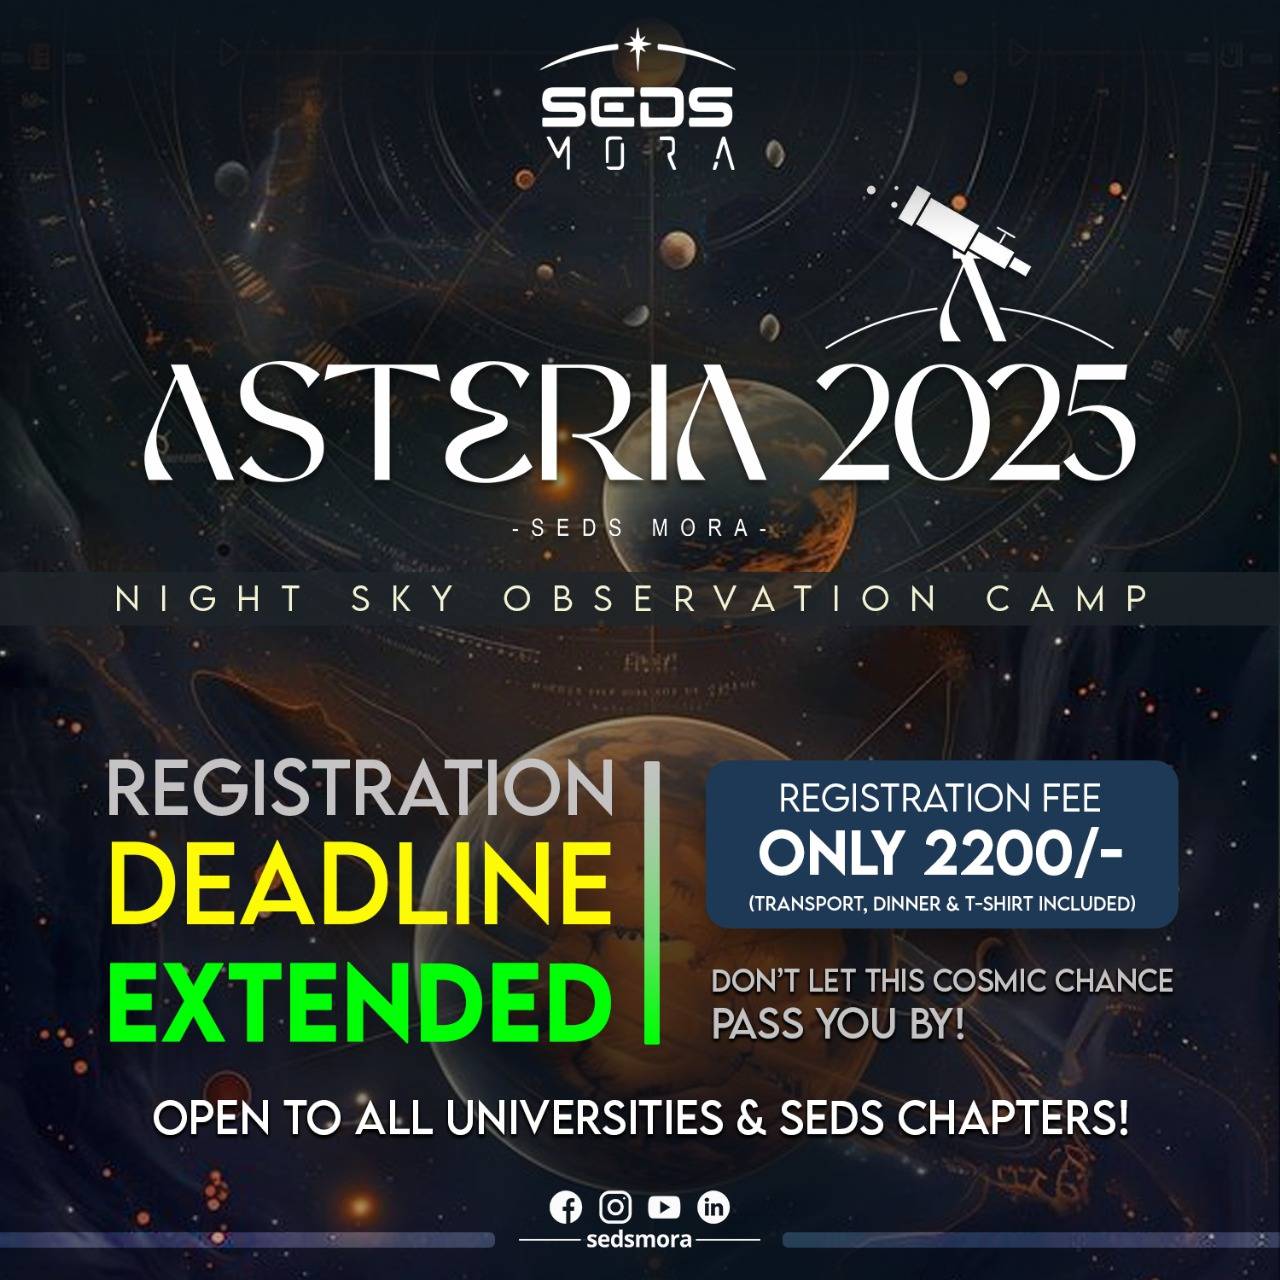 SEDS
MORA
ASTERIA 2025
-SEDS MORA-
NIGHT SKY OBSERVATION CAMP
REGISTRATION
DEADLINE
EXTENDED
REGISTRATION FEE
ONLY 2200/-
(TRANSPORT, DINNER & T-SHIRT INCLUDED)
DON'T LET THIS COSMIC CHANCE
PASS YOU BY!
OPEN TO ALL UNIVERSITIES & SEDS CHAPTERS!
sedsmora